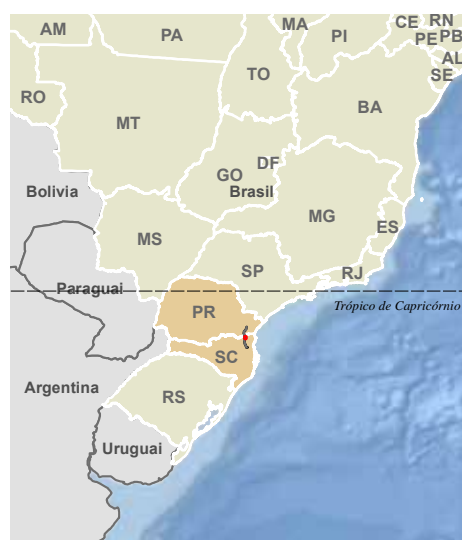 AM
PA
MA
PI
CE
RN
PE
PB
AL
SE
TO
RO
BA
MT
GO
DF
Bolivia
Brasil
MG
MS
ES
SP
RJ
Paraguai
Trópico de Capricórnio
PR
SC
Argentina
RS
Uruguai